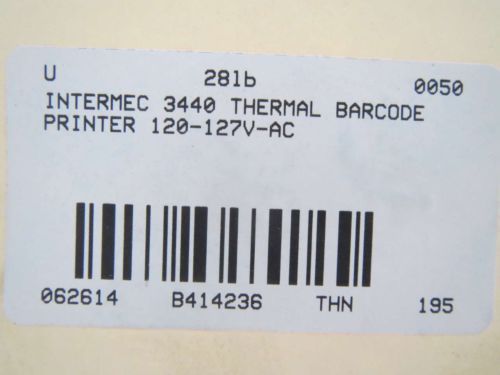 U 281b 0050
INTERMEC 3440 THERMAL BARCODE
PRINTER 120-127V-AC
062614 B414236 THN 195